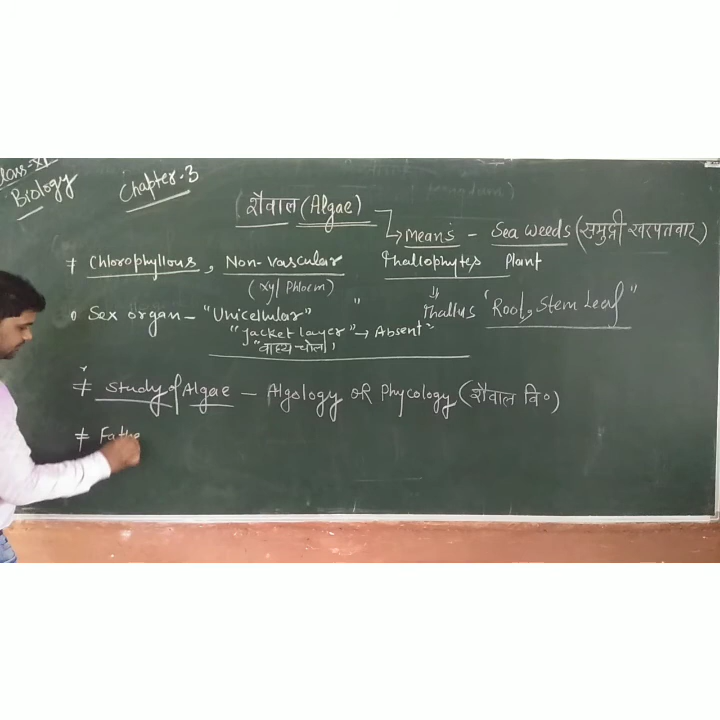 Class-XI
Biology
Chapter-3
शैवाल (Algae)
Means - Sea weeds (समुद्री खरपतवार)
Chlorophyllous, Non-vascular Thallophytes Plant
(xy/Phloem)
Thallus "Root, Stem Leaf"
Sex organ - "Unicellular"
"Jacket layer" → Absent
"वाह्य-चोल"
Study of Algae - Algology or Phycology (शैवाल वि०)
Fathe